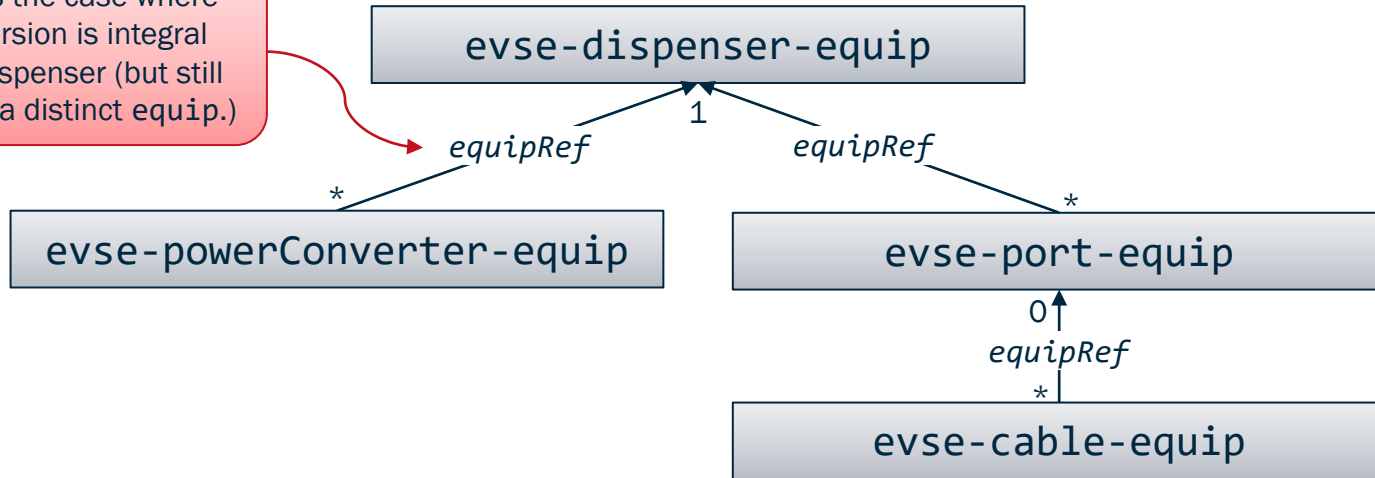 s the case where
rsion is integral
spenser (but still
a distinct equip.)
evse-dispenser-equip
1
equipRef
equipRef
*
*
evse-powerConverter-equip
evse-port-equip
0
equipRef
*
evse-cable-equip